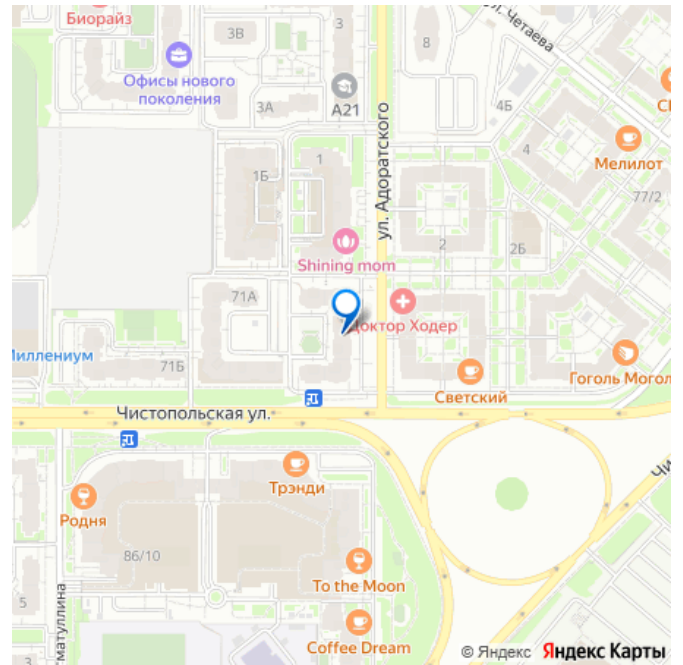 Биорайз
3В
3
8
ул. Четаева
Офисы нового
поколения
3А
А21
4Б
ул. Адоратского
4
Мелилот
1
1Б
77/2
Shining mom
2
2Б
71А
Доктор Ходер
Миллениум
71Б
Светский
Гоголь Могол
Чистопольская ул.
Трэнди
Родня
86/10
To the Moon
5
Coffee Dream
© Яндекс Яндекс Карты